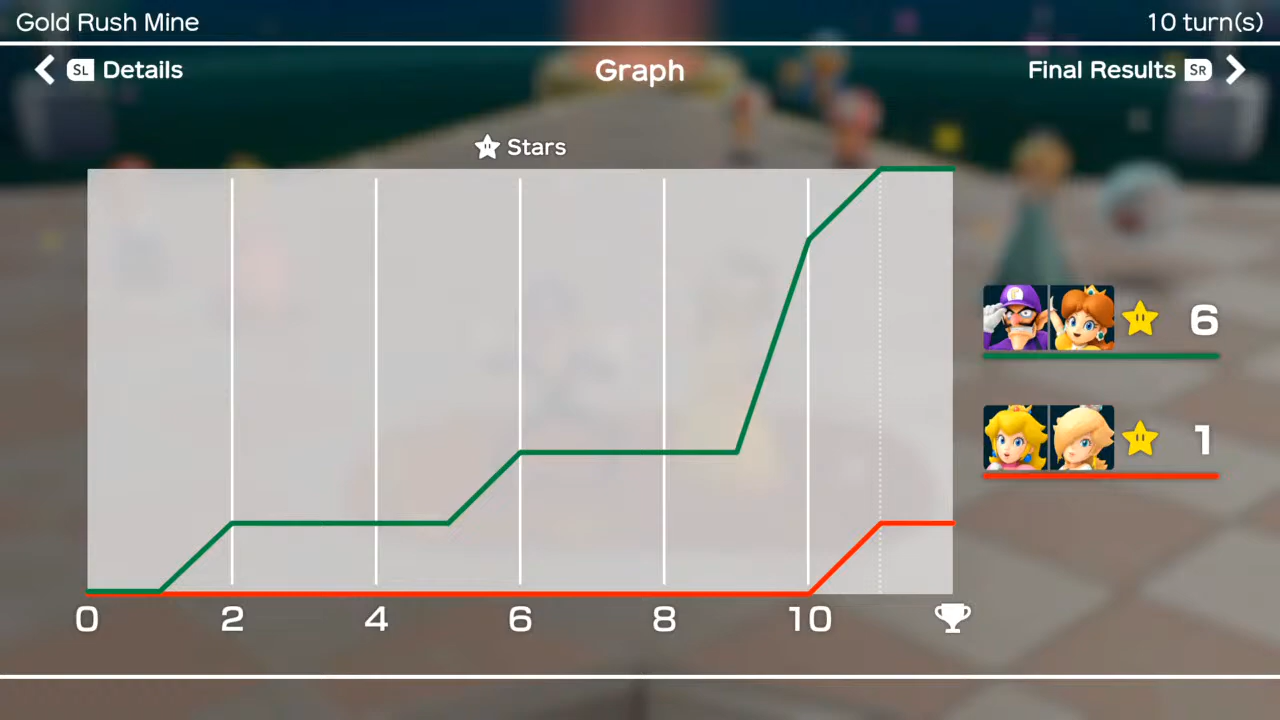 Gold Rush Mine 10 turn(s)
SL Details Graph Final Results SR
Stars
6
1
0 2 4 6 8 10